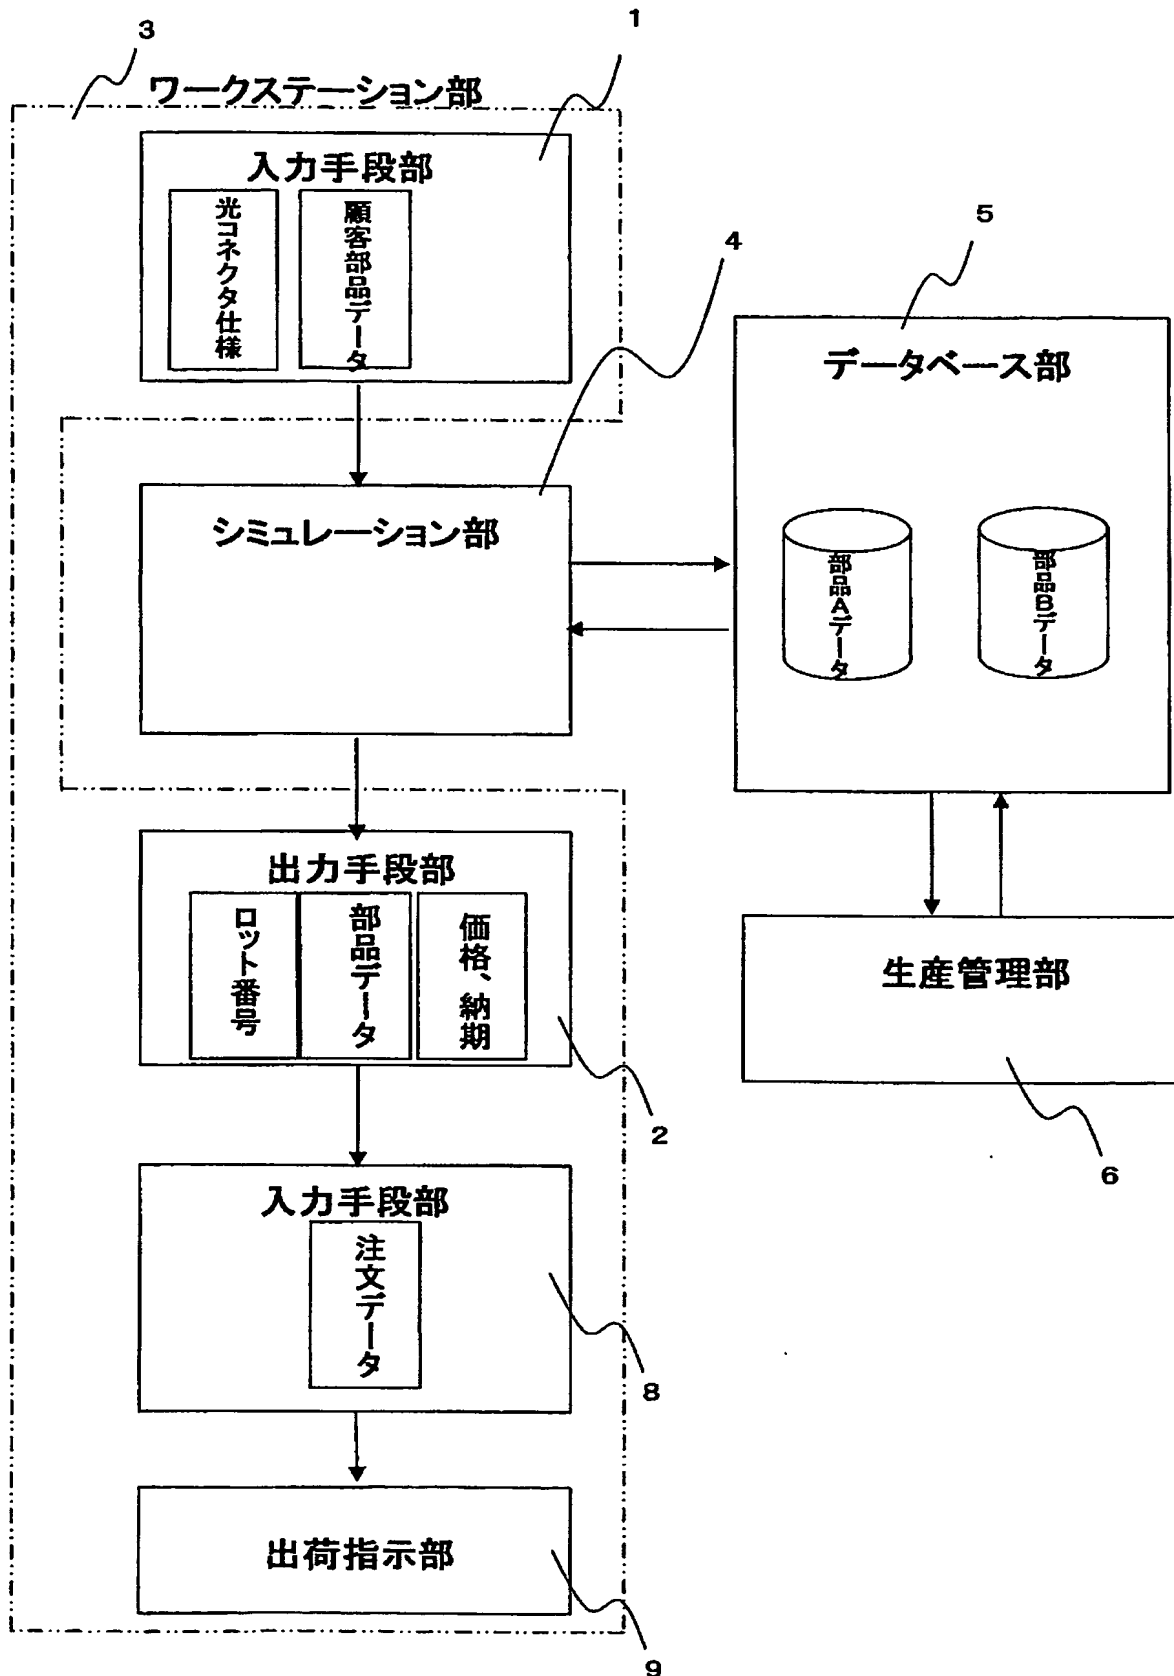 3
1
ワークステーション部
入力手段部
光コネクタ仕様
顧客部品データ
4
5
データベース部
シミュレーション部
部品Aデータ
部品Bデータ
出力手段部
ロット番号
部品データ
価格、納期
生産管理部
2
6
入力手段部
注文データ
8
出荷指示部
9